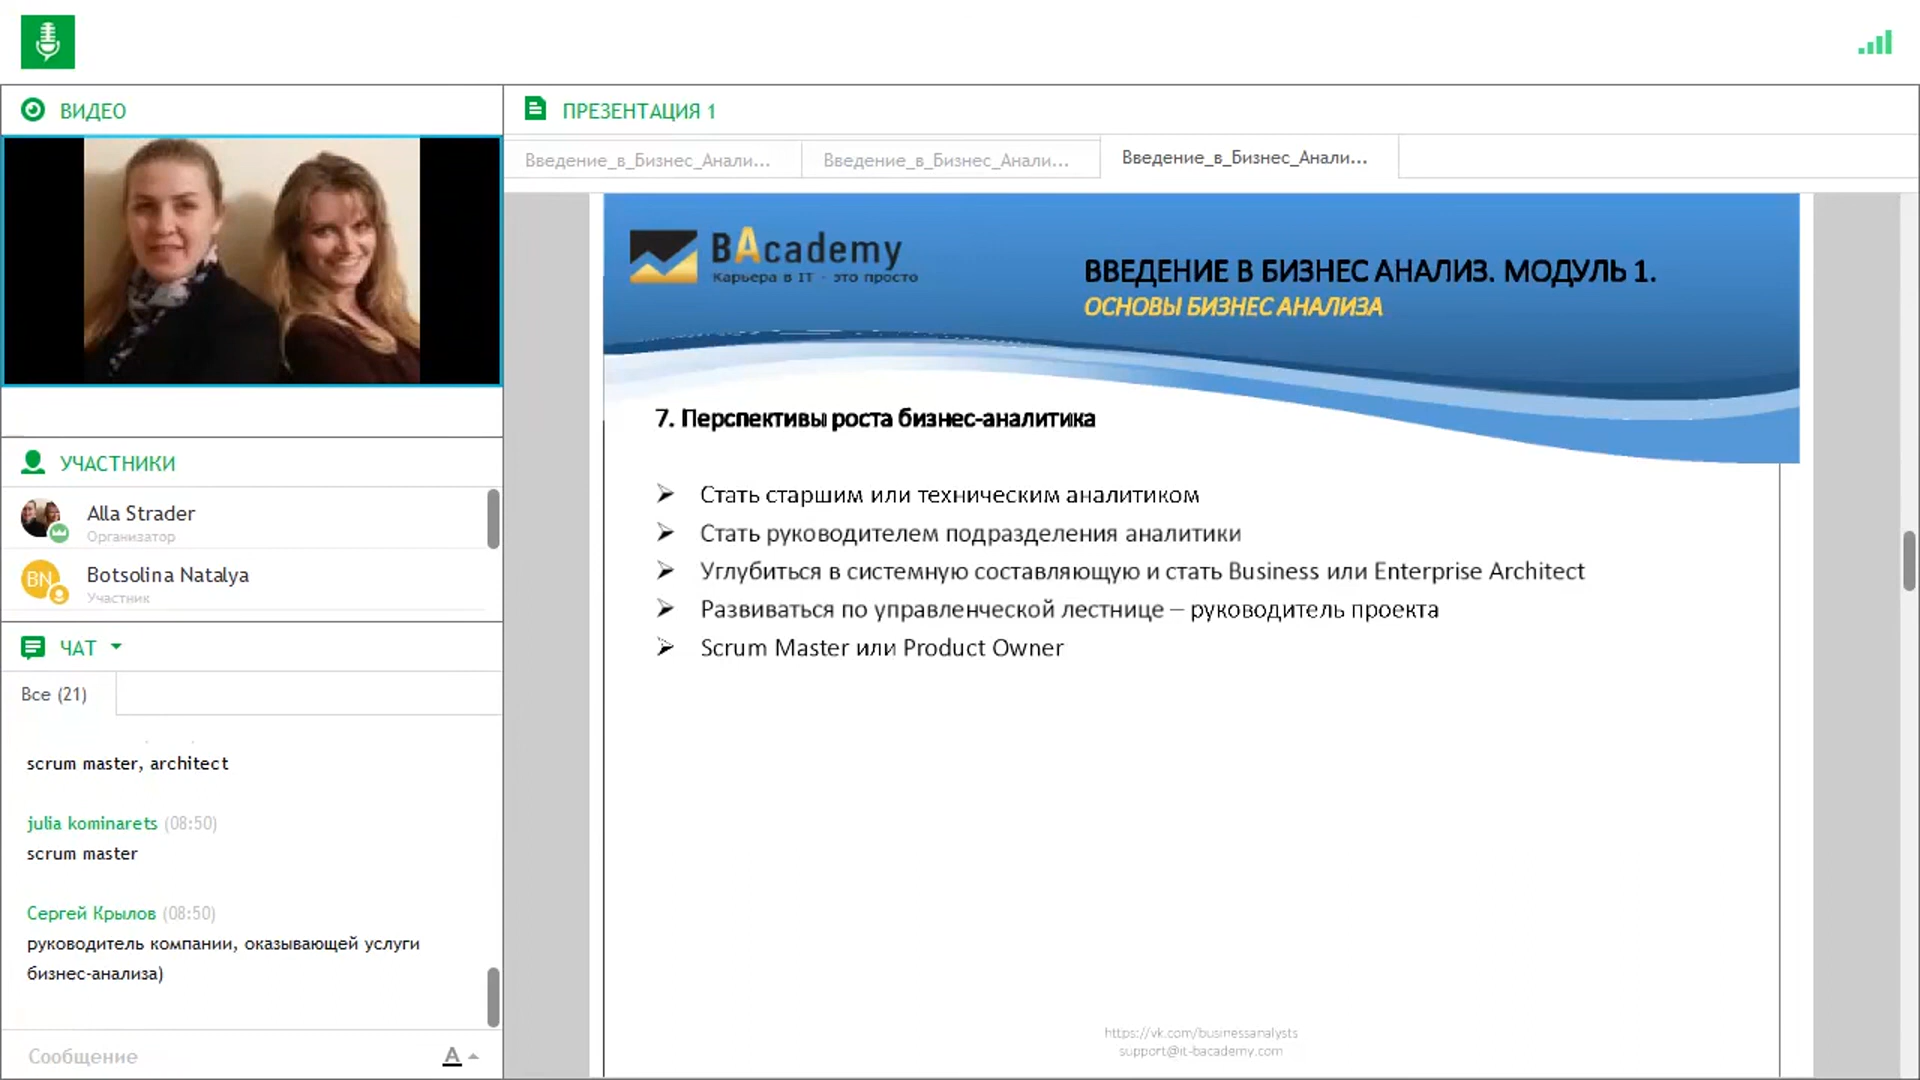 ВИДЕО
УЧАСТНИКИ
Alla Strader
Организатор
BN
Botsolina Natalya
Участник
ЧАТ
Все (21)
scrum master, architect
julia kominarets (08:50)
scrum master
Сергей Крылов (08:50)
руководитель компании, оказывающей услуги
бизнес-анализа)
Сообщение
A
ПРЕЗЕНТАЦИЯ 1
Введение_в_Бизнес_Анали...
Введение_в_Бизнес_Анали...
Введение_в_Бизнес_Анали...
BAcademy
Карьера в IT - это просто
ВВЕДЕНИЕ В БИЗНЕС АНАЛИЗ. МОДУЛЬ 1.
ОСНОВЫ БИЗНЕС АНАЛИЗА
7. Перспективы роста бизнес-аналитика
➢ Стать старшим или техническим аналитиком
➢ Стать руководителем подразделения аналитики
➢ Углубиться в системную составляющую и стать Business или Enterprise Architect
➢ Развиваться по управленческой лестнице – руководитель проекта
➢ Scrum Master или Product Owner
https://vk.com/businessanalysts
support@it-bacademy.com